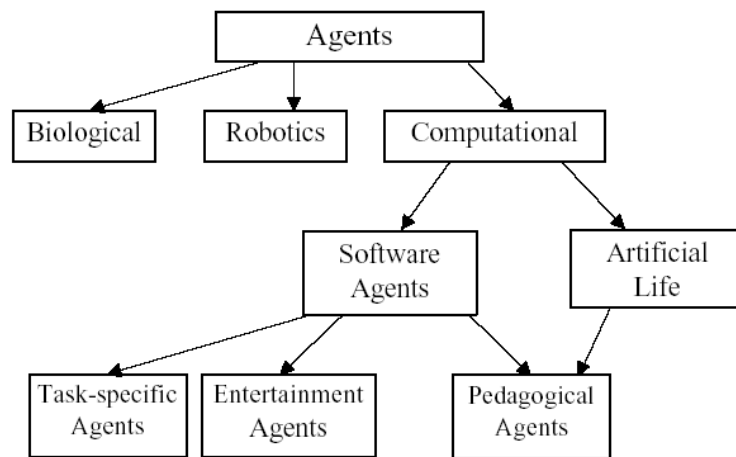 Agents
Biological
Robotics
Computational
Software
Agents
Artificial
Life
Task-specific
Agents
Entertainment
Agents
Pedagogical
Agents